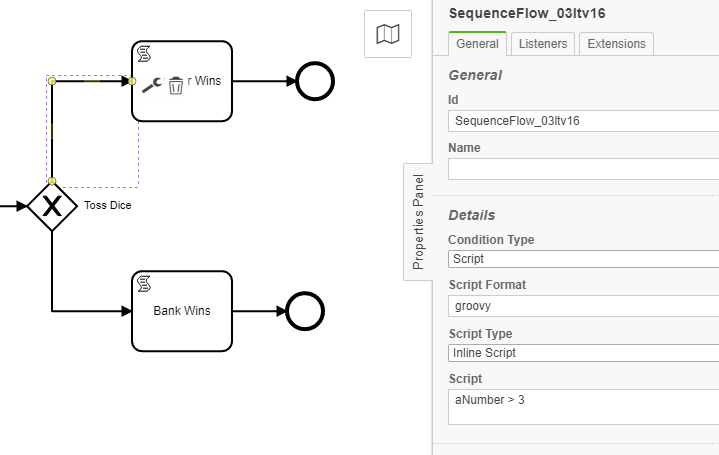 SequenceFlow_03ltv16
General
Listeners
Extensions
General
Id
SequenceFlow_03ltv16
Name
Properties Panel
Details
Condition Type
Script
Script Format
groovy
Script Type
Inline Script
Script
aNumber > 3
r Wins
X
Toss Dice
Bank Wins